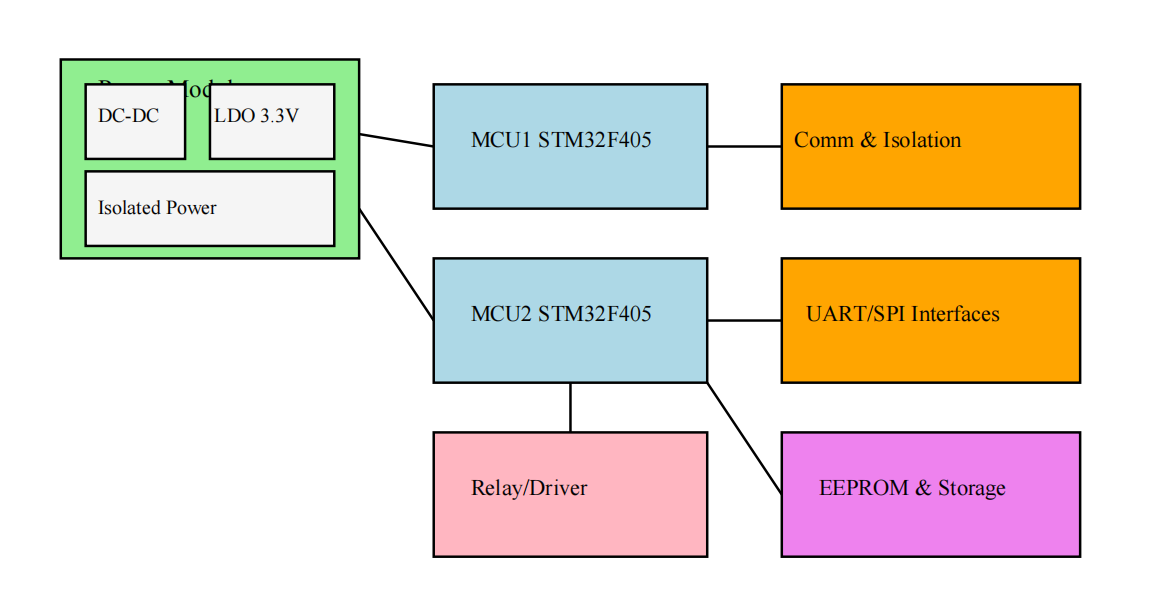 DC-DC
LDO 3.3V
Isolated Power
MCU1 STM32F405
Comm & Isolation
MCU2 STM32F405
UART/SPI Interfaces
Relay/Driver
EEPROM & Storage